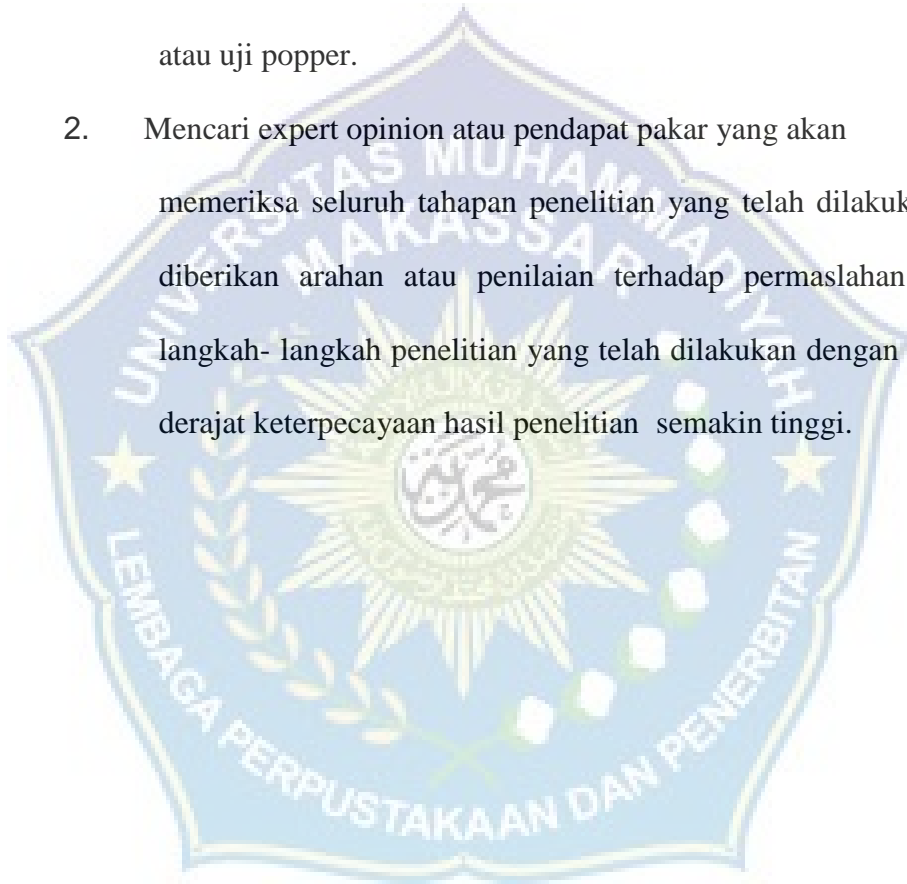 atau uji popper.
2. Mencari expert opinion atau pendapat pakar yang akan
memeriksa seluruh tahapan penelitian yang telah dilakuk
diberikan arahan atau penilaian terhadap permaslahan
langkah- langkah penelitian yang telah dilakukan dengan
derajat keterpecayaan hasil penelitian semakin tinggi.
UNIVERSITAS MUHAMMADIYAH
MAKASSAR
LEMBAGA PERPUSTAKAAN DAN PENERBITAN